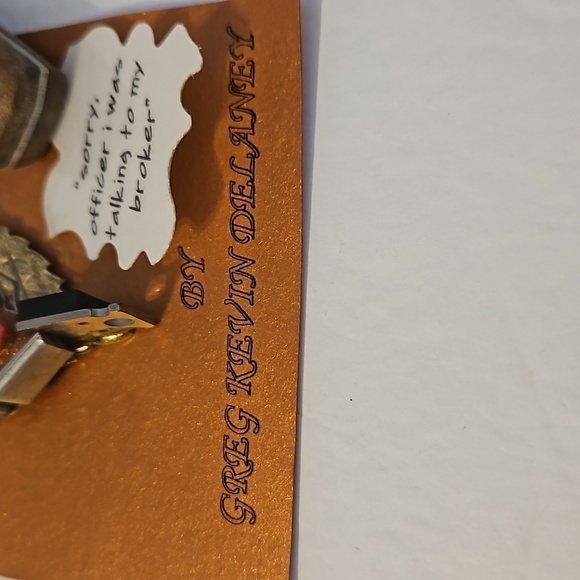 "sorry,
officer i was
talking to my
broker"
BY
GREG KEVIN DELANEY